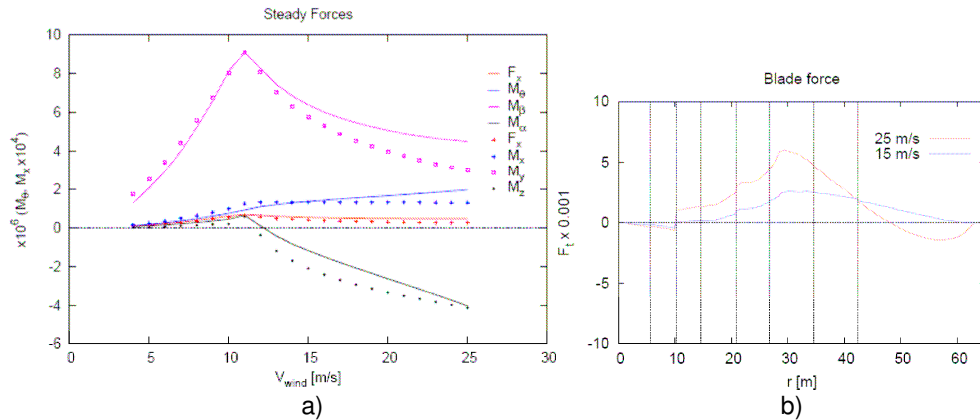 Steady Forces
x10^6 (M_θ, M_x x10^4)
10
8
6
4
2
0
-2
-4
-6
0
5
10
15
20
25
30
V_wind [m/s]
F_x
M_θ
M_β
M_α
F_x
M_x
M_y
M_z
a)
Blade force
F_t x 0.001
10
5
0
-5
-10
0
10
20
30
40
50
60
r [m]
25 m/s
15 m/s
b)